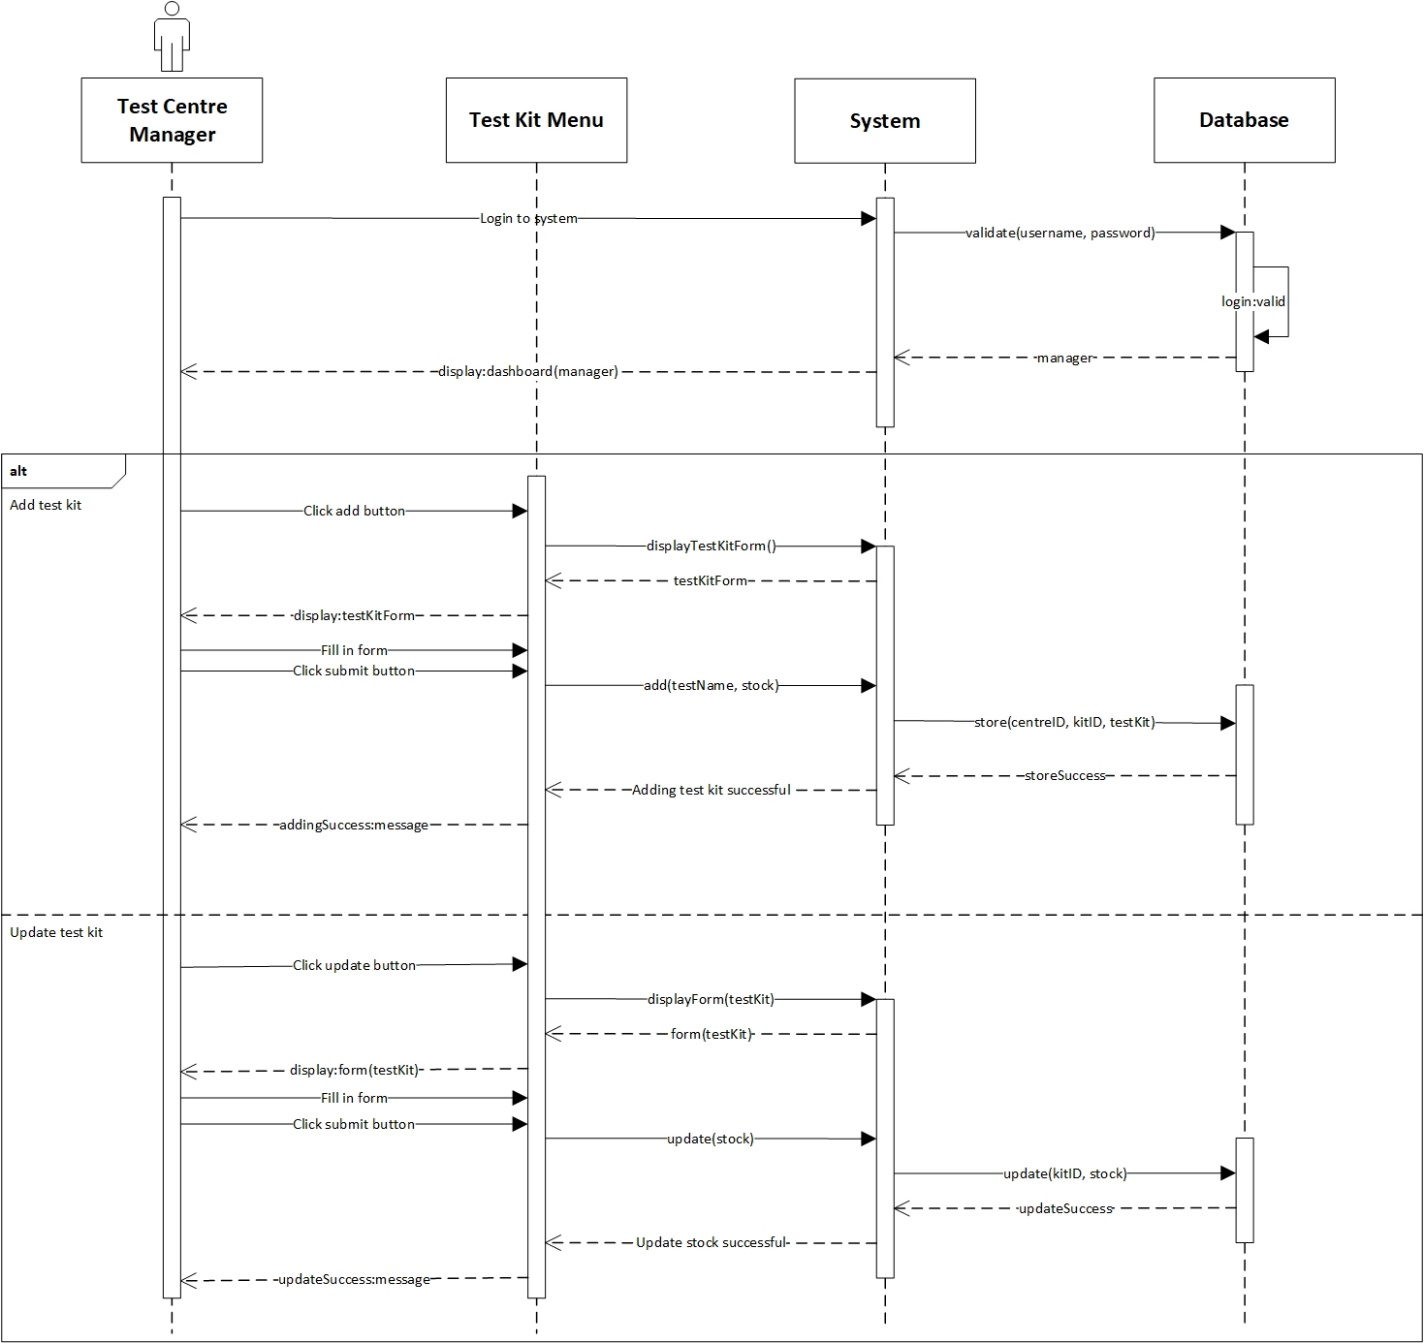 Test Centre
Manager
Test Kit Menu
System
Database
Login to system
validate(username, password)
login:valid
manager
display:dashboard(manager)
alt
Add test kit
Click add button
displayTestKitForm()
testKitForm
display:testKitForm
Fill in form
Click submit button
add(testName, stock)
store(centreID, kitID, testKit)
storeSuccess
Adding test kit successful
addingSuccess:message
Update test kit
Click update button
displayForm(testKit)
form(testKit)
display:form(testKit)
Fill in form
Click submit button
update(stock)
update(kitID, stock)
updateSuccess
Update stock successful
updateSuccess:message